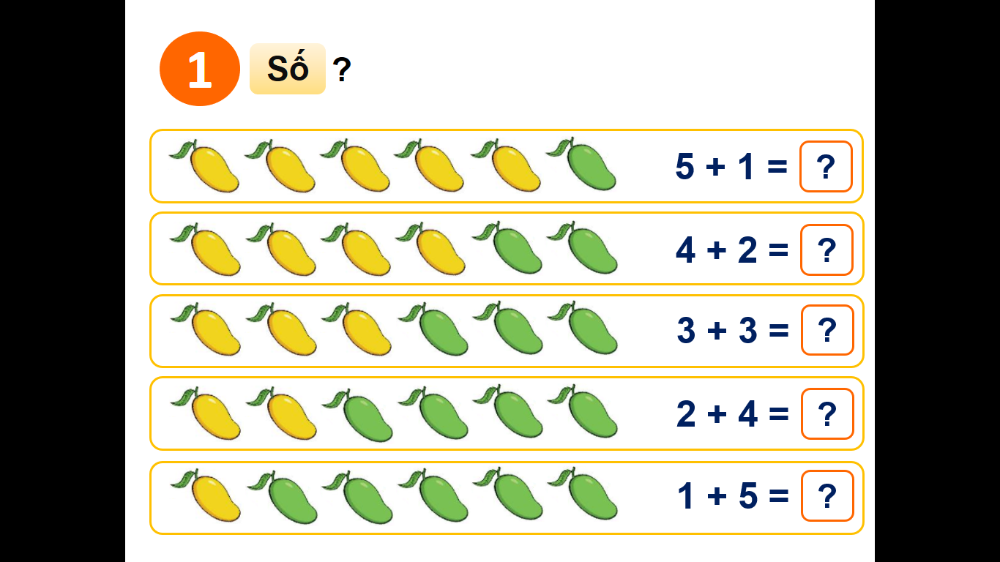 1 Số ?
5 + 1 = ?
4 + 2 = ?
3 + 3 = ?
2 + 4 = ?
1 + 5 = ?